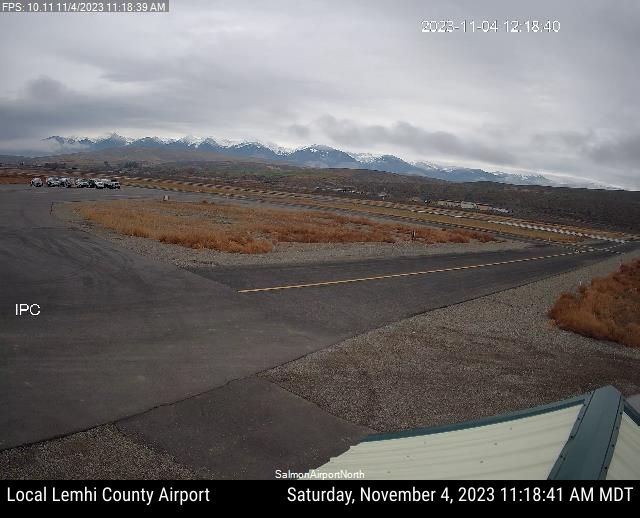 FPS: 10.11 11/4/2023 11:18:39 AM
2023-11-04 12:18:40
IPC
SalmonAirportNorth
Local Lemhi County Airport
Saturday, November 4, 2023 11:18:41 AM MDT